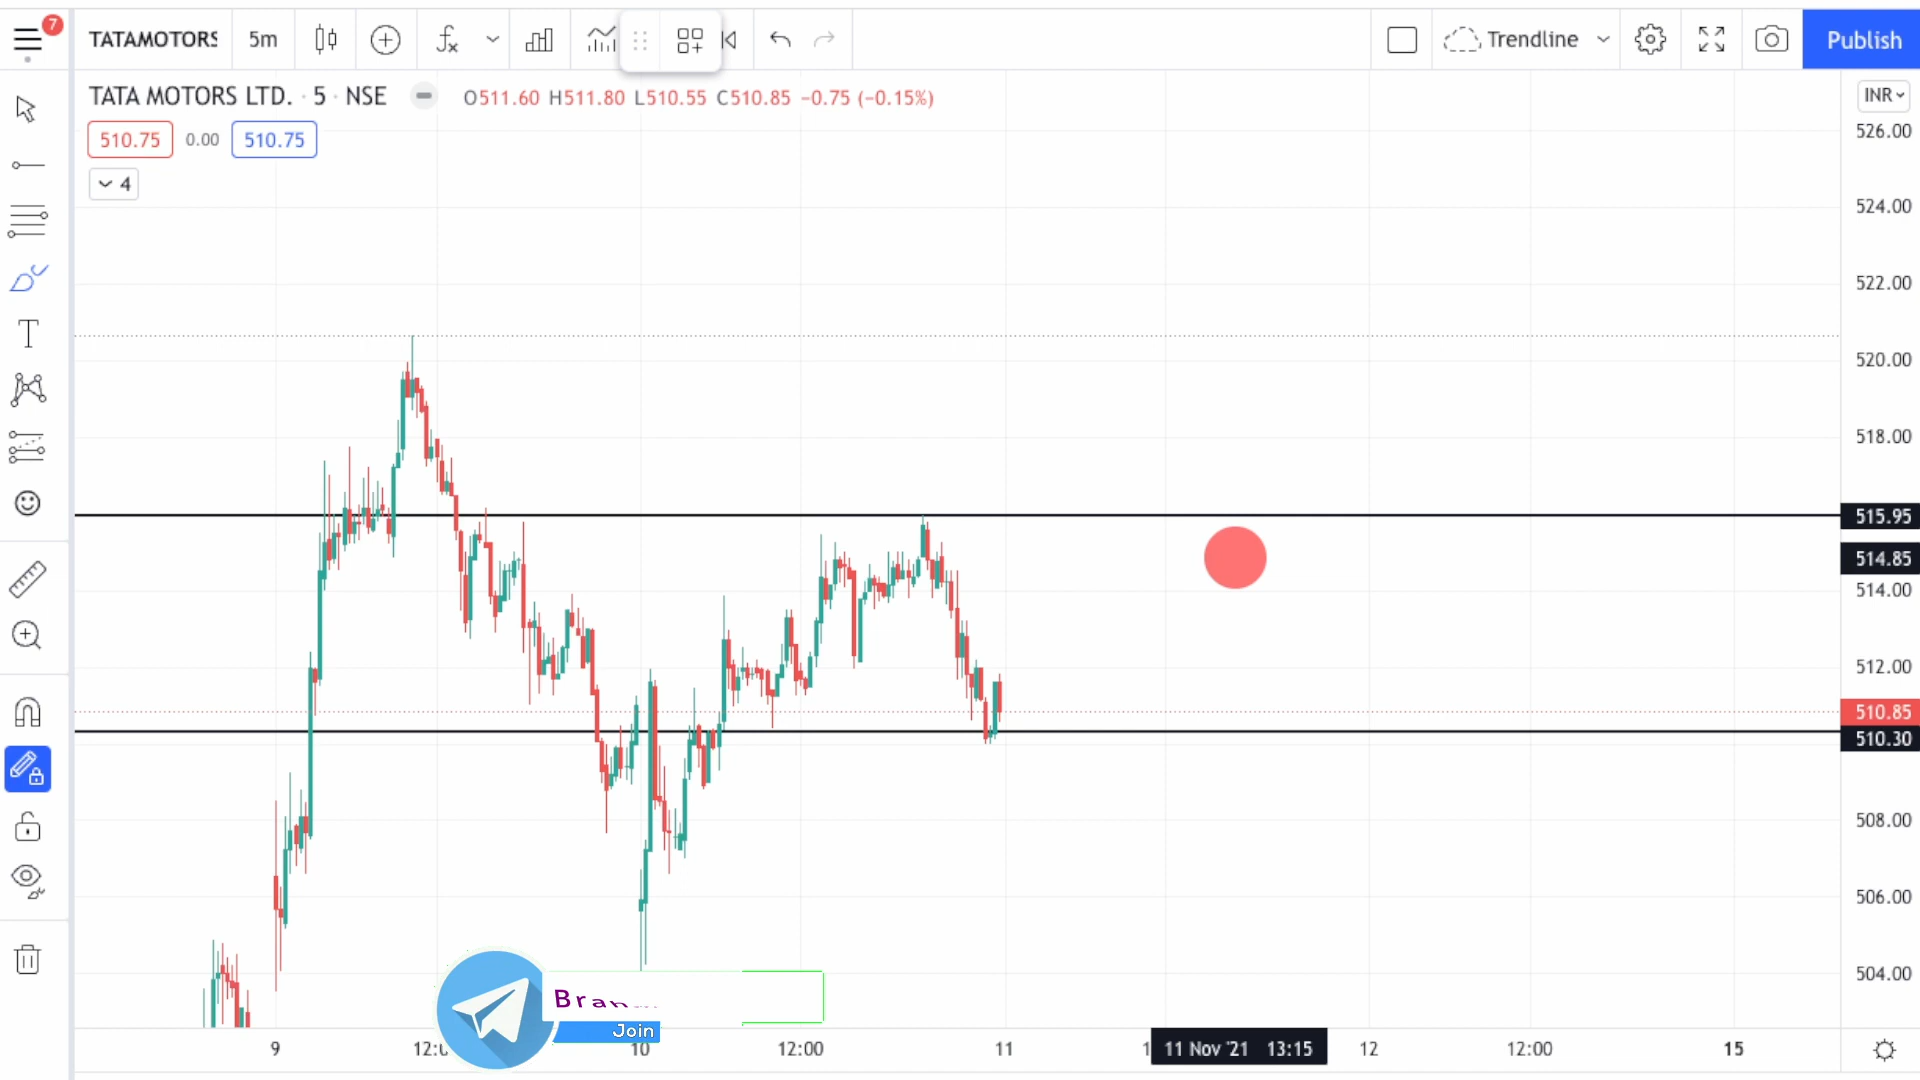 7
TATAMOTORS 5m Trendline Publish
TATA MOTORS LTD. · 5 · NSE O511.60 H511.80 L510.55 C510.85 −0.75 (−0.15%)
INR
510.75 0.00 510.75
4
526.00
524.00
522.00
520.00
518.00
515.95
514.85
514.00
512.00
510.85
510.30
508.00
506.00
504.00
Join
9 10 12:00 11 11 Nov '21 13:15 12 12:00 15